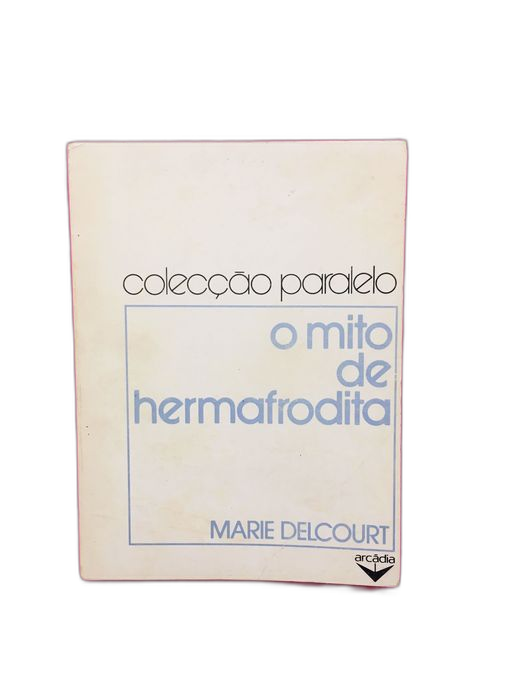 colecção paralelo
o mito
de
hermafrodita
MARIE DELCOURT
arcádia